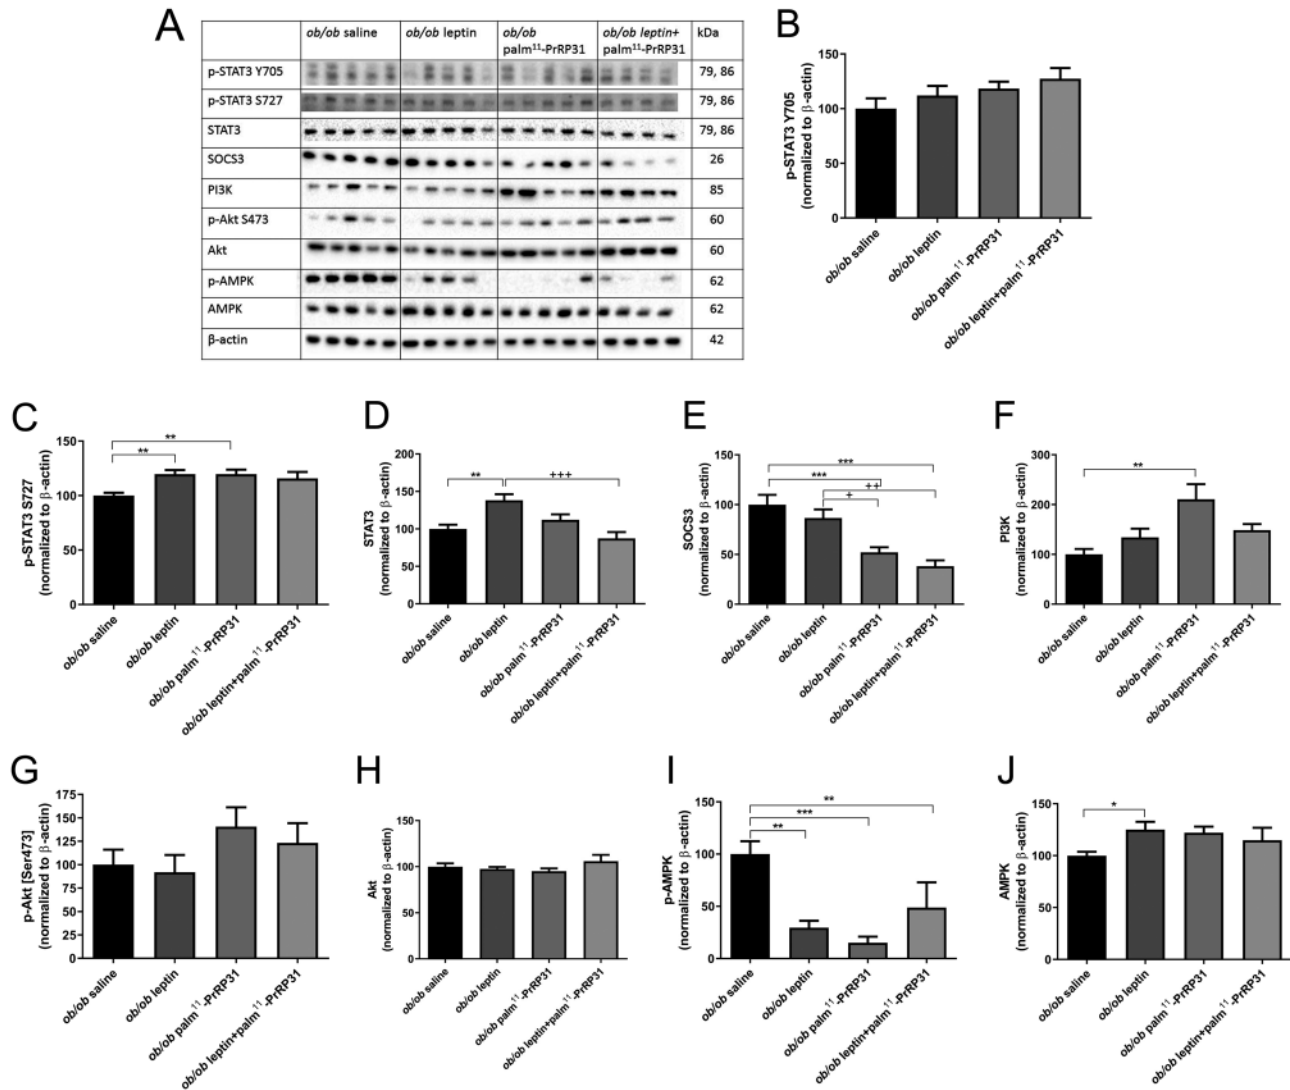 A
ob/ob saline ob/ob leptin ob/ob palm¹¹-PrRP31 ob/ob leptin+ palm¹¹-PrRP31 kDa
p-STAT3 Y705 79, 86
p-STAT3 S727 79, 86
STAT3 79, 86
SOCS3 26
PI3K 85
p-Akt S473 60
Akt 60
p-AMPK 62
AMPK 62
β-actin 42
B
p-STAT3 Y705
(normalized to β-actin)
150
100
50
0
ob/ob saline
ob/ob leptin
ob/ob palm¹¹-PrRP31
ob/ob leptin+palm¹¹-PrRP31
C
p-STAT3 S727
(normalized to β-actin)
150
100
50
0
**
**
ob/ob saline
ob/ob leptin
ob/ob palm¹¹-PrRP31
ob/ob leptin+palm¹¹-PrRP31
D
STAT3
(normalized to β-actin)
200
150
100
50
0
** +++
ob/ob saline
ob/ob leptin
ob/ob palm¹¹-PrRP31
ob/ob leptin+palm¹¹-PrRP31
E
SOCS3
(normalized to β-actin)
150
100
50
0
***
***
++
+
ob/ob saline
ob/ob leptin
ob/ob palm¹¹-PrRP31
ob/ob leptin+palm¹¹-PrRP31
F
PI3K
(normalized to β-actin)
300
200
100
0
**
ob/ob saline
ob/ob leptin
ob/ob palm¹¹-PrRP31
ob/ob leptin+palm¹¹-PrRP31
G
p-Akt [Ser473]
(normalized to β-actin)
175
150
125
100
75
50
25
0
ob/ob saline
ob/ob leptin
ob/ob palm¹¹-PrRP31
ob/ob leptin+palm¹¹-PrRP31
H
Akt
(normalized to β-actin)
150
100
50
0
ob/ob saline
ob/ob leptin
ob/ob palm¹¹-PrRP31
ob/ob leptin+palm¹¹-PrRP31
I
p-AMPK
(normalized to β-actin)
150
100
50
0
**
***
**
ob/ob saline
ob/ob leptin
ob/ob palm¹¹-PrRP31
ob/ob leptin+palm¹¹-PrRP31
J
AMPK
(normalized to β-actin)
150
100
50
0
*
ob/ob saline
ob/ob leptin
ob/ob palm¹¹-PrRP31
ob/ob leptin+palm¹¹-PrRP31